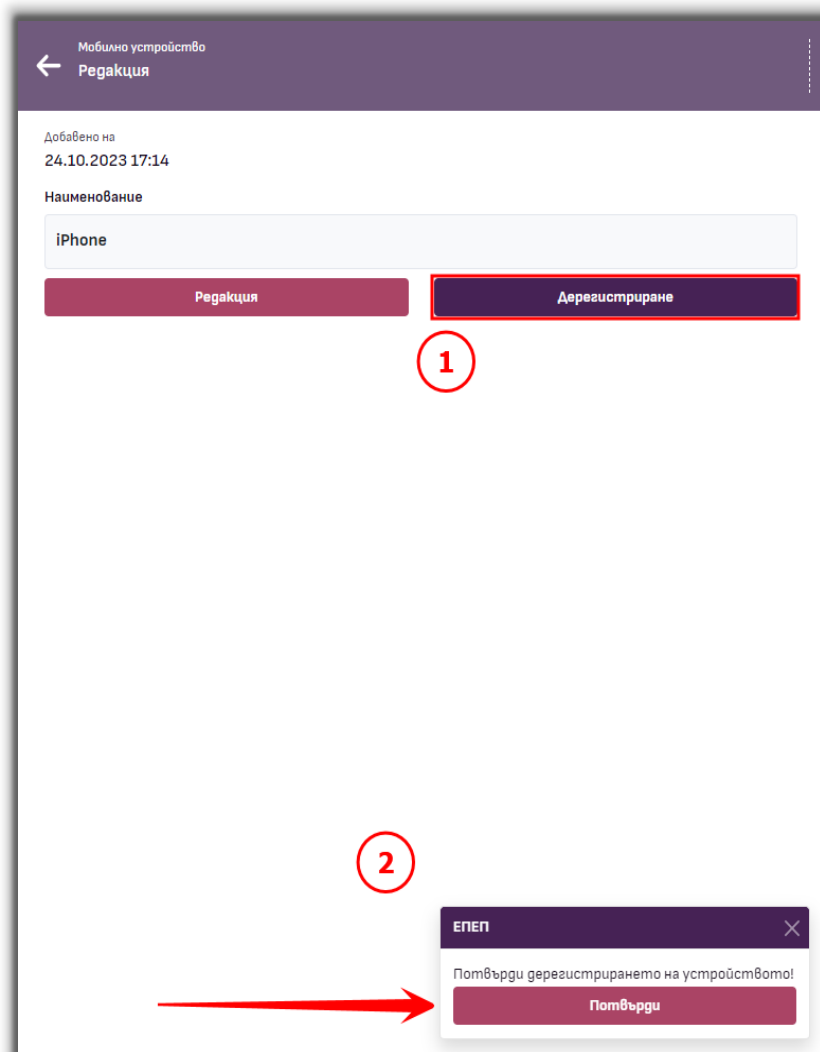 Мобилно устройство
Редакция
Добавено на
24.10.2023 17:14
Наименование
iPhone
Редакция
Дерегистриране
1
2
ЕПЕП
Потвърди дерегистрирането на устройството!
Потвърди